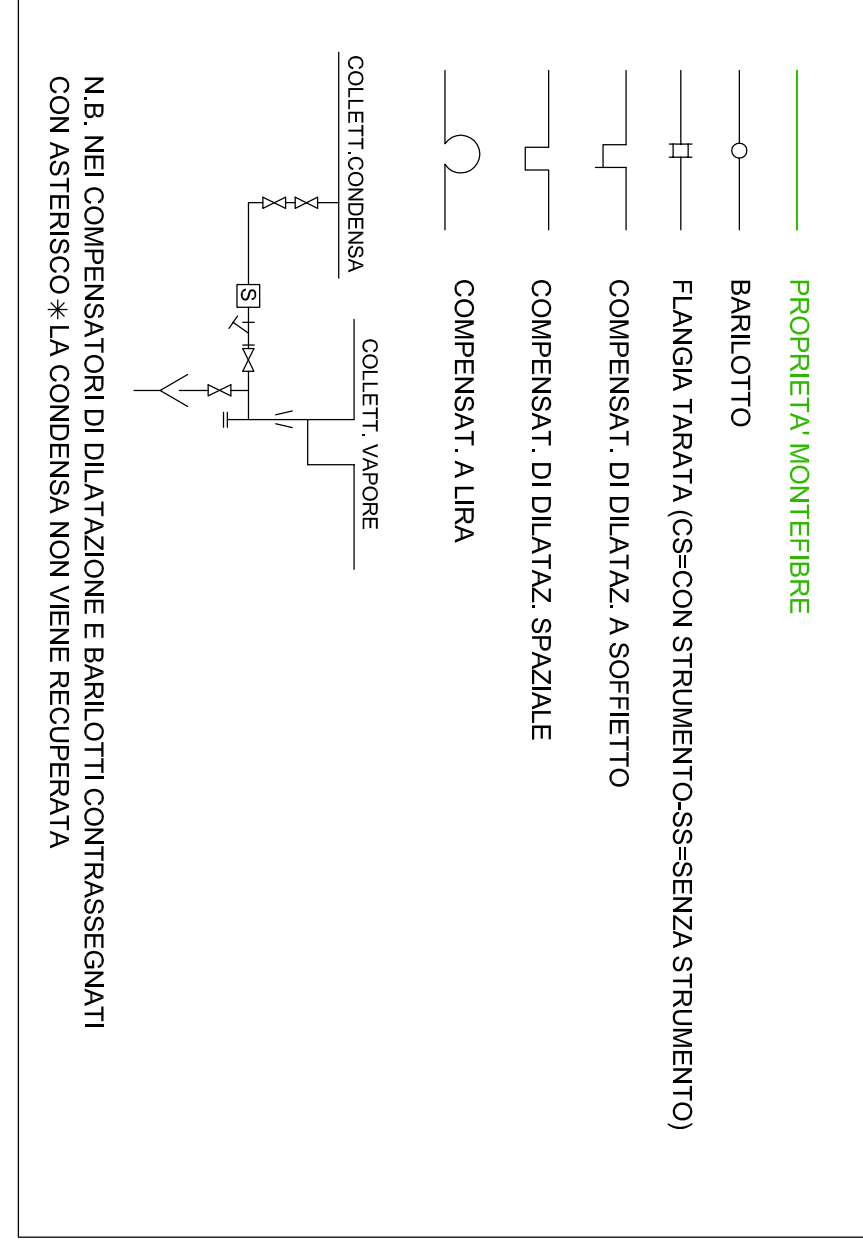 PROPRIETA' MONTEFIBRE
BARILOTTO
FLANGIA TARATA (CS=CON STRUMENTO-SS=SENZA STRUMENTO)
COMPENSAT. DI DILATAZ. A SOFFIETTO
COMPENSAT. DI DILATAZ. SPAZIALE
COMPENSAT. A LIRA
COLLETT. VAPORE
COLLETT.CONDENSA
S
N.B. NEI COMPENSATORI DI DILATAZIONE E BARILOTTI CONTRASSEGNATI
CON ASTERISCO * LA CONDENSA NON VIENE RECUPERATA